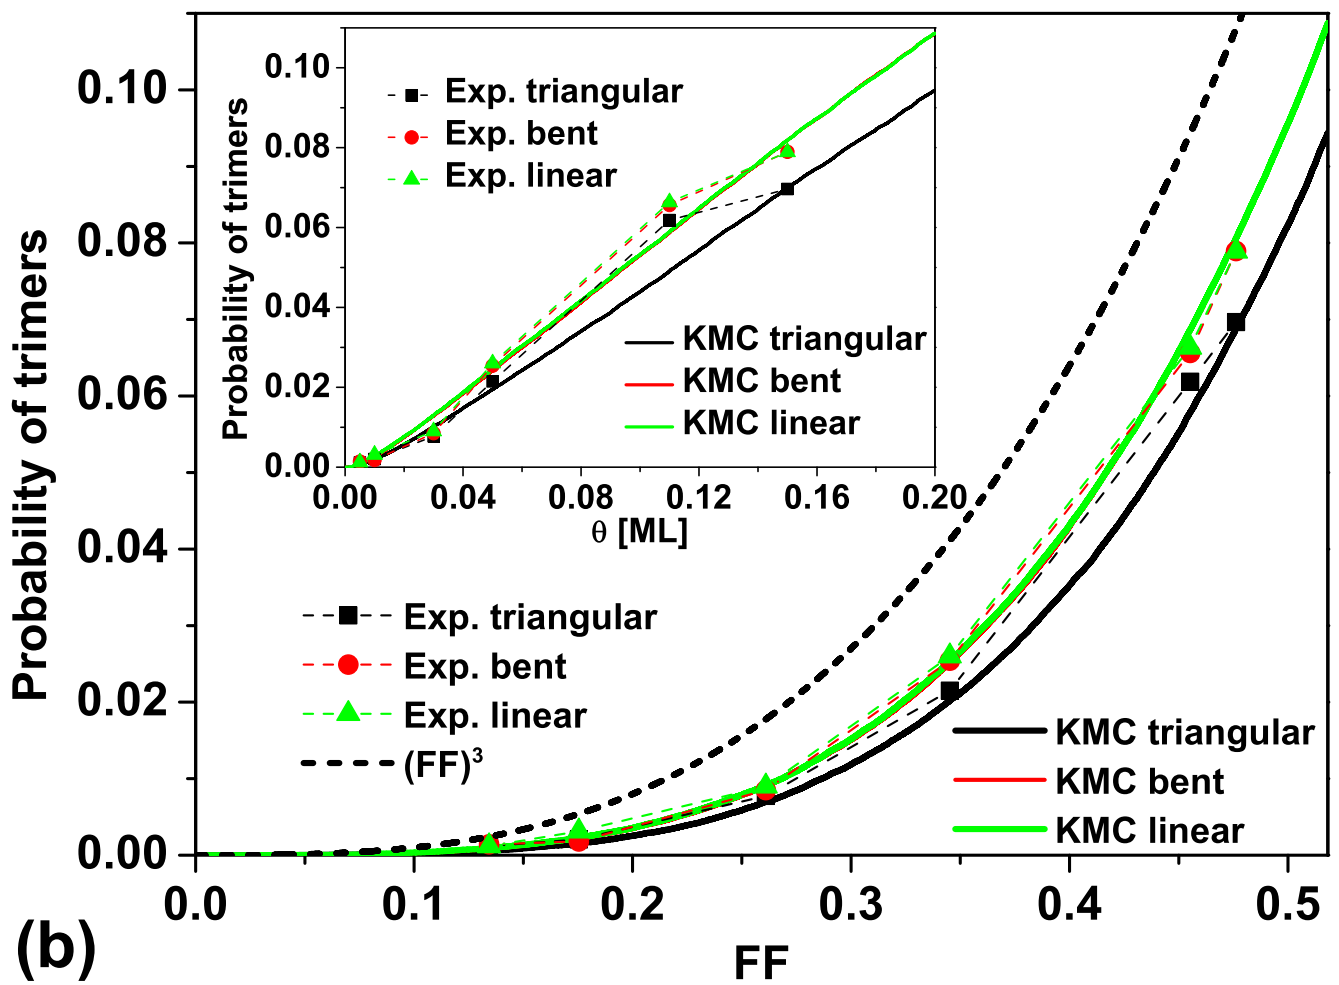 0.10
0.08
0.06
0.04
0.02
0.00
Probability of trimers
0.10
0.08
0.06
0.04
0.02
0.00
Probability of trimers
Exp. triangular
Exp. bent
Exp. linear
KMC triangular
KMC bent
KMC linear
0.00 0.04 0.08 0.12 0.16 0.20
θ [ML]
Exp. triangular
Exp. bent
Exp. linear
(FF)³
KMC triangular
KMC bent
KMC linear
0.0 0.1 0.2 0.3 0.4 0.5
FF
(b)